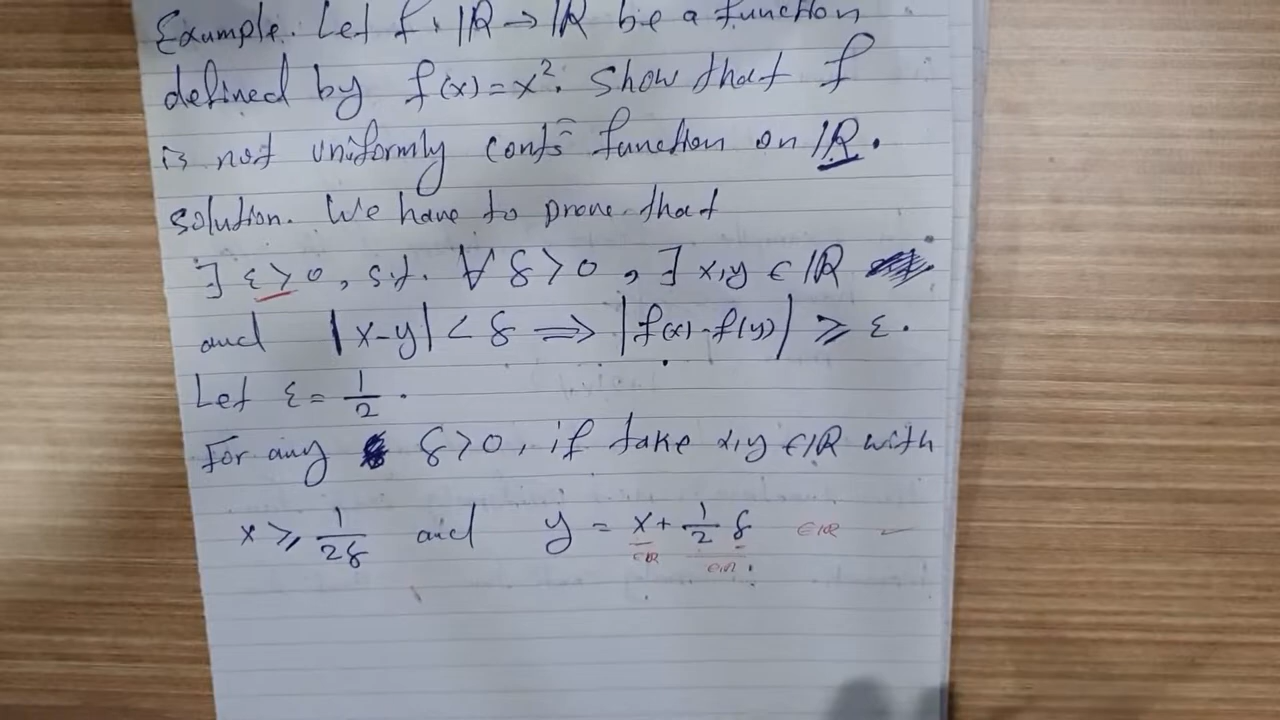 Example. Let f: ℝ → ℝ be a function
defined by f(x) = x². Show that f
is not uniformly conts function on ℝ.
Solution. We have to prove that
∃ ε > 0, s.t. ∀ δ > 0, ∃ x,y ∈ ℝ
and |x-y| < δ ⟹ |f(x)-f(y)| ⩾ ε.
Let ε = 1/2.
For any δ > 0, if take x,y ∈ ℝ with
x ⩾ 1/2δ and y = x + 1/2 δ ∈ℝ ✓
∈ℝ ∈ℝ.